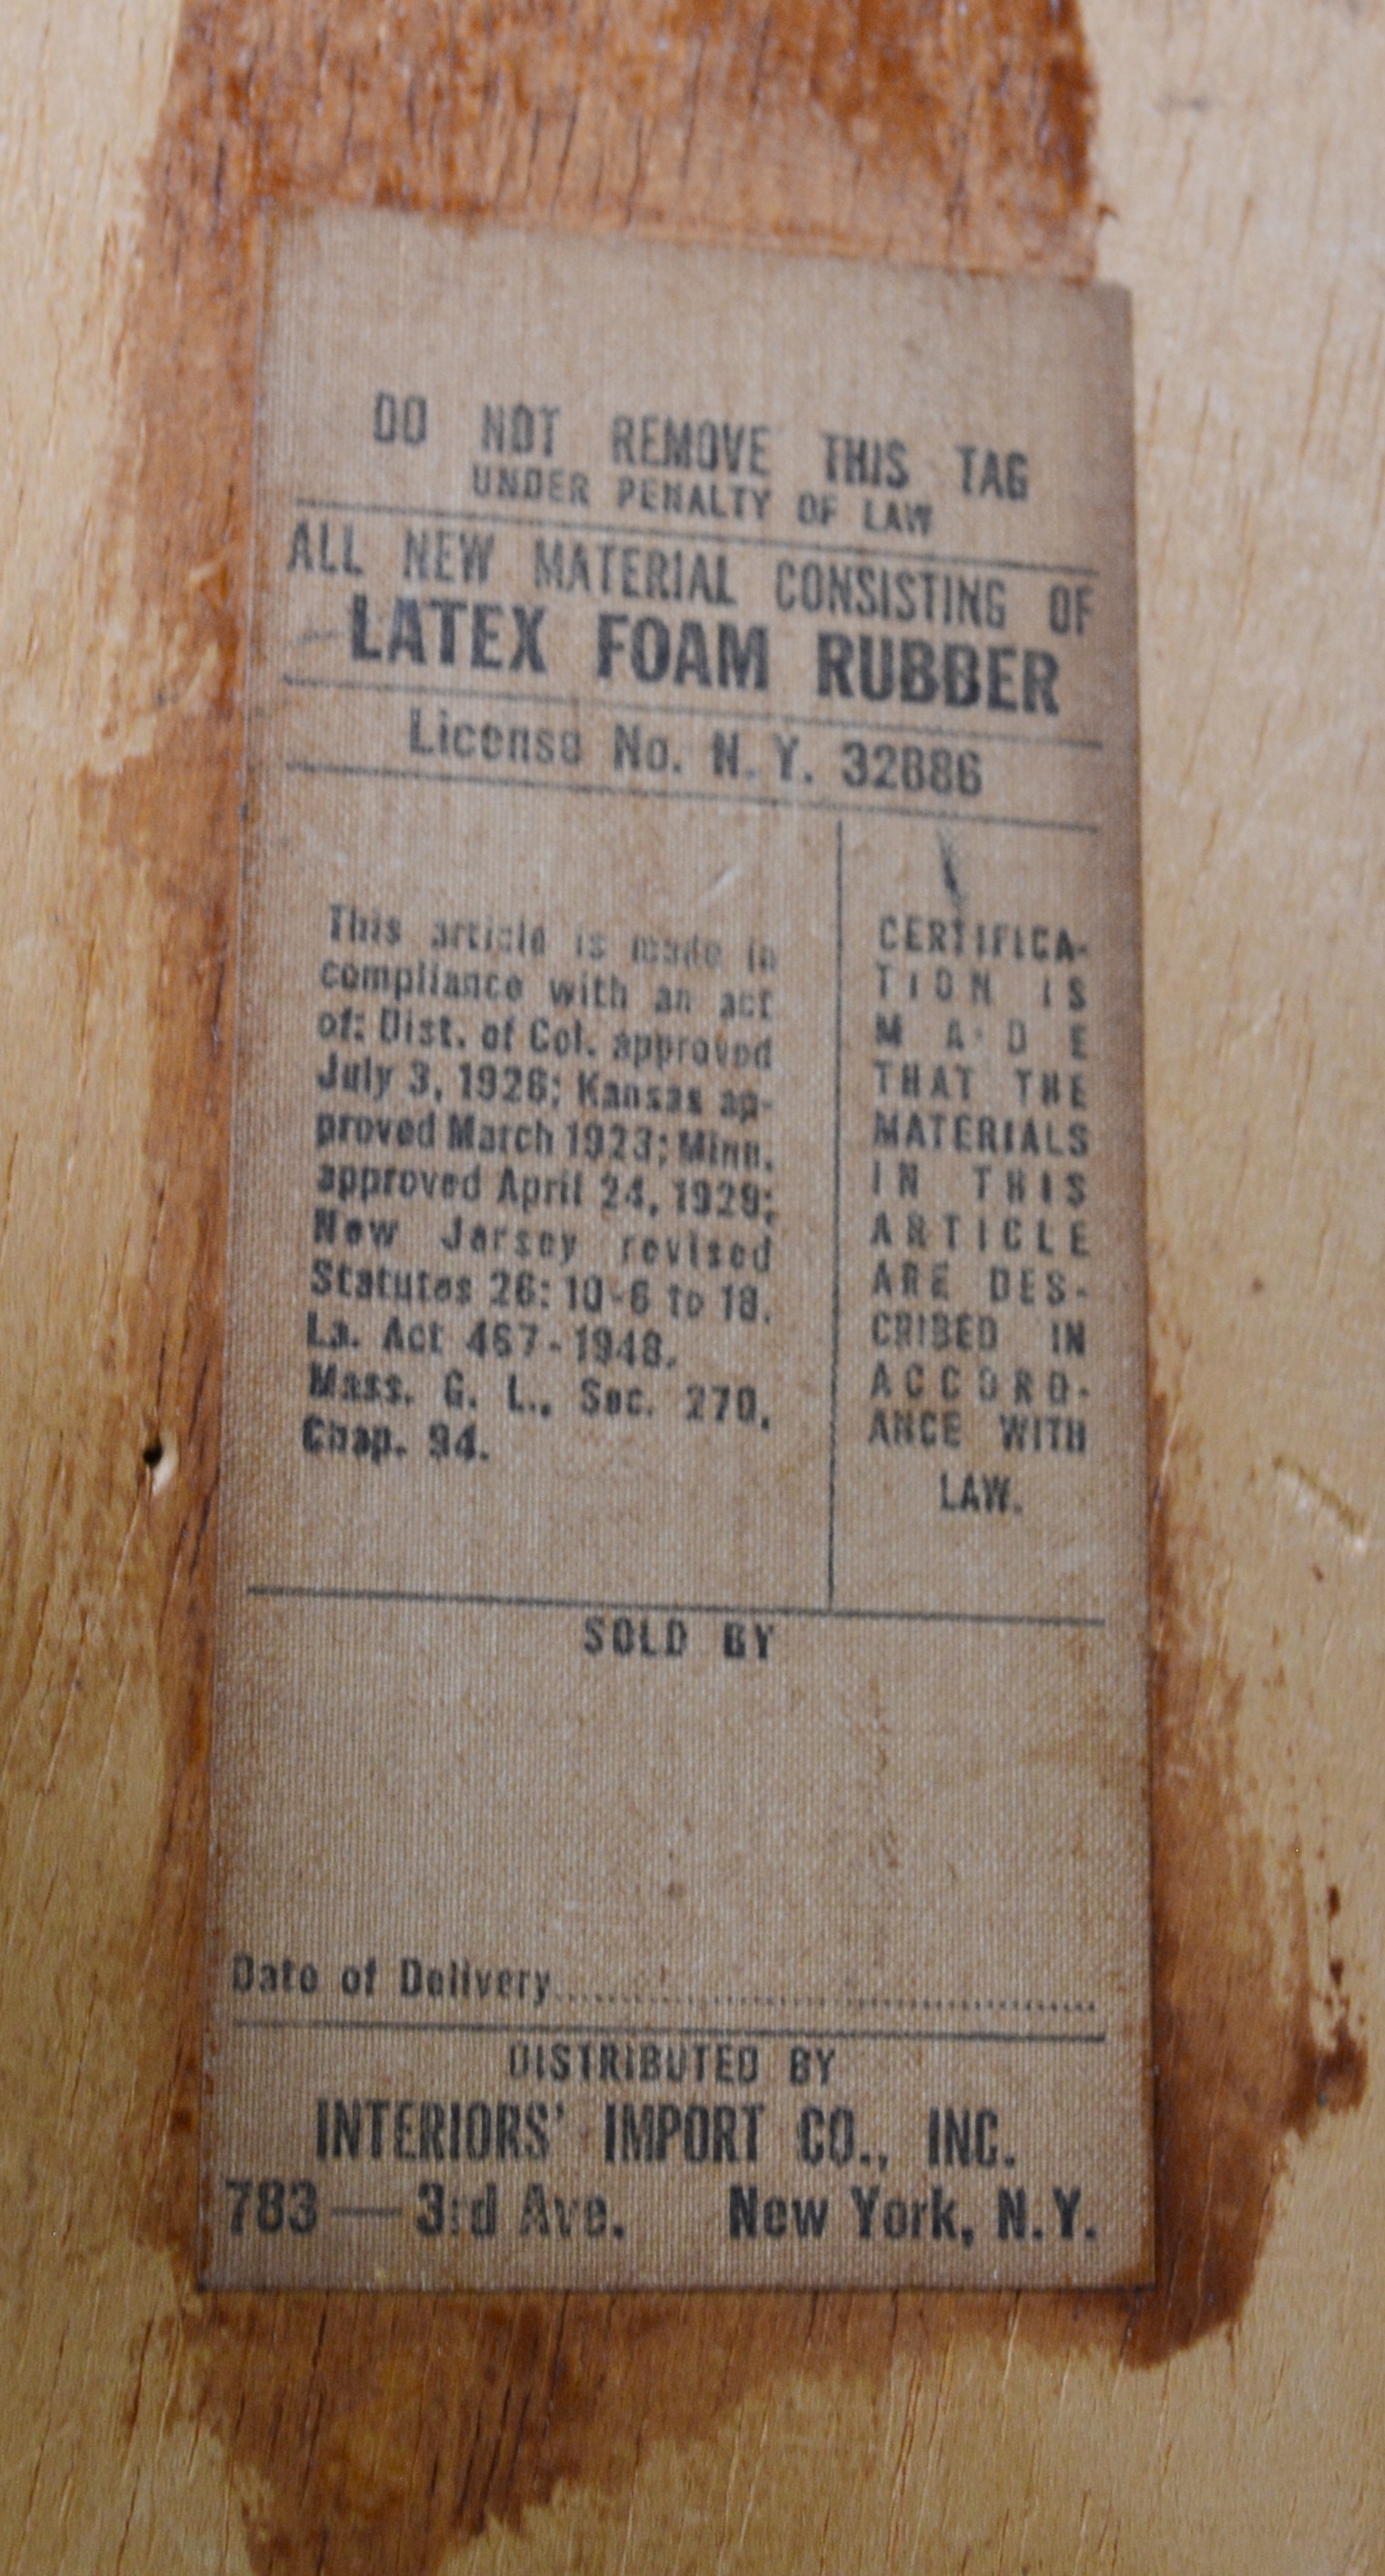 DO NOT REMOVE THIS TAG
UNDER PENALTY OF LAW
ALL NEW MATERIAL CONSISTING OF
LATEX FOAM RUBBER
License No. N. Y. 32886
This article is made in
compliance with an act
of: Dist. of Col. approved
July 3, 1926; Kansas ap-
proved March 1923; Minn.
approved April 24, 1929;
New Jersey revised
Statutes 26: 10-6 to 18.
La. Act 467-1948.
Mass. G. L., Sec. 270,
Chap. 94.
CERTIFICA-
TION IS
MADE
THAT THE
MATERIALS
IN THIS
ARTICLE
ARE DES-
CRIBED IN
ACCORD-
ANCE WITH
LAW.
SOLD BY
Date of Delivery
DISTRIBUTED BY
INTERIORS' IMPORT CO., INC.
783 — 3rd Ave. New York, N.Y.